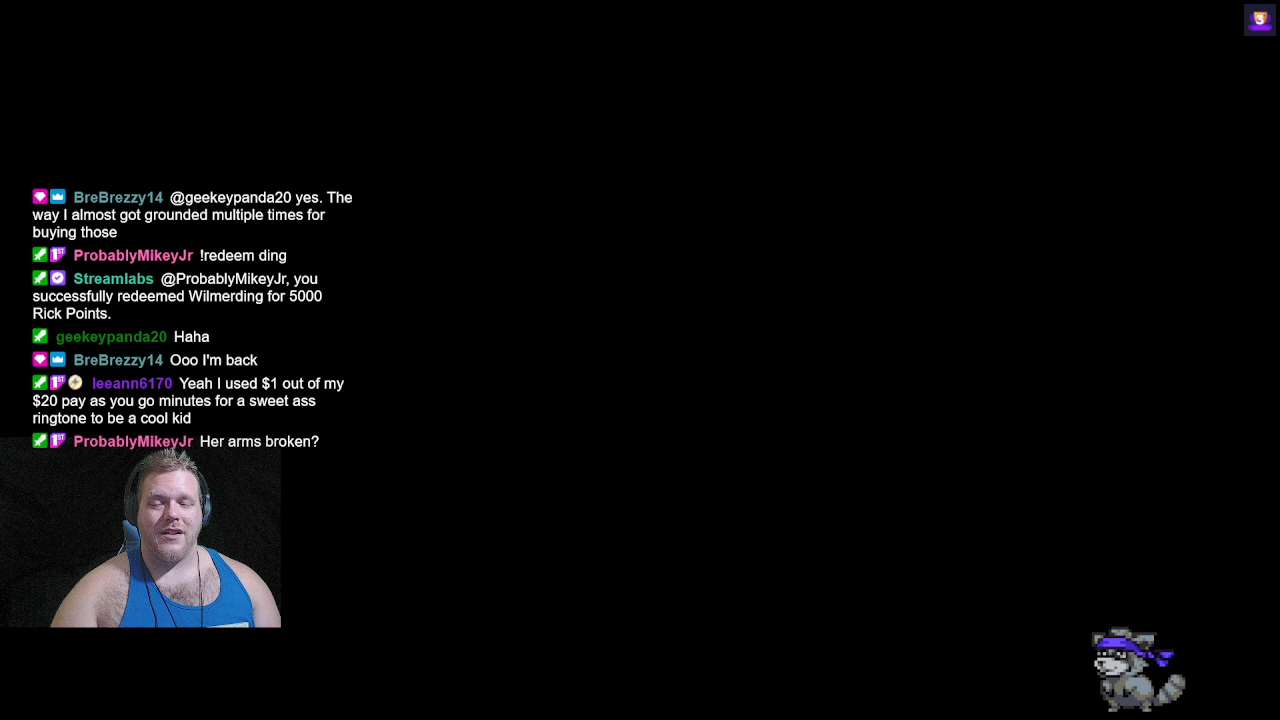 BreBrezzy14 @geekeypanda20 yes. The
way I almost got grounded multiple times for
buying those
ProbablyMikeyJr !redeem ding
Streamlabs @ProbablyMikeyJr, you
successfully redeemed Wilmerding for 5000
Rick Points.
geekeypanda20 Haha
BreBrezzy14 Ooo I'm back
leeann6170 Yeah I used $1 out of my
$20 pay as you go minutes for a sweet ass
ringtone to be a cool kid
ProbablyMikeyJr Her arms broken?